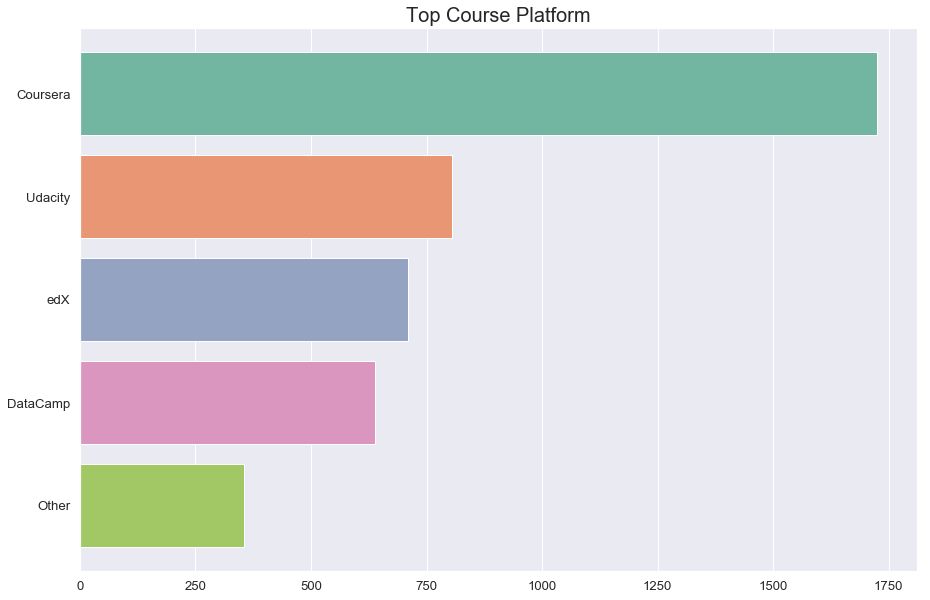 Top Course Platform
Coursera
Udacity
edX
DataCamp
Other
0 250 500 750 1000 1250 1500 1750